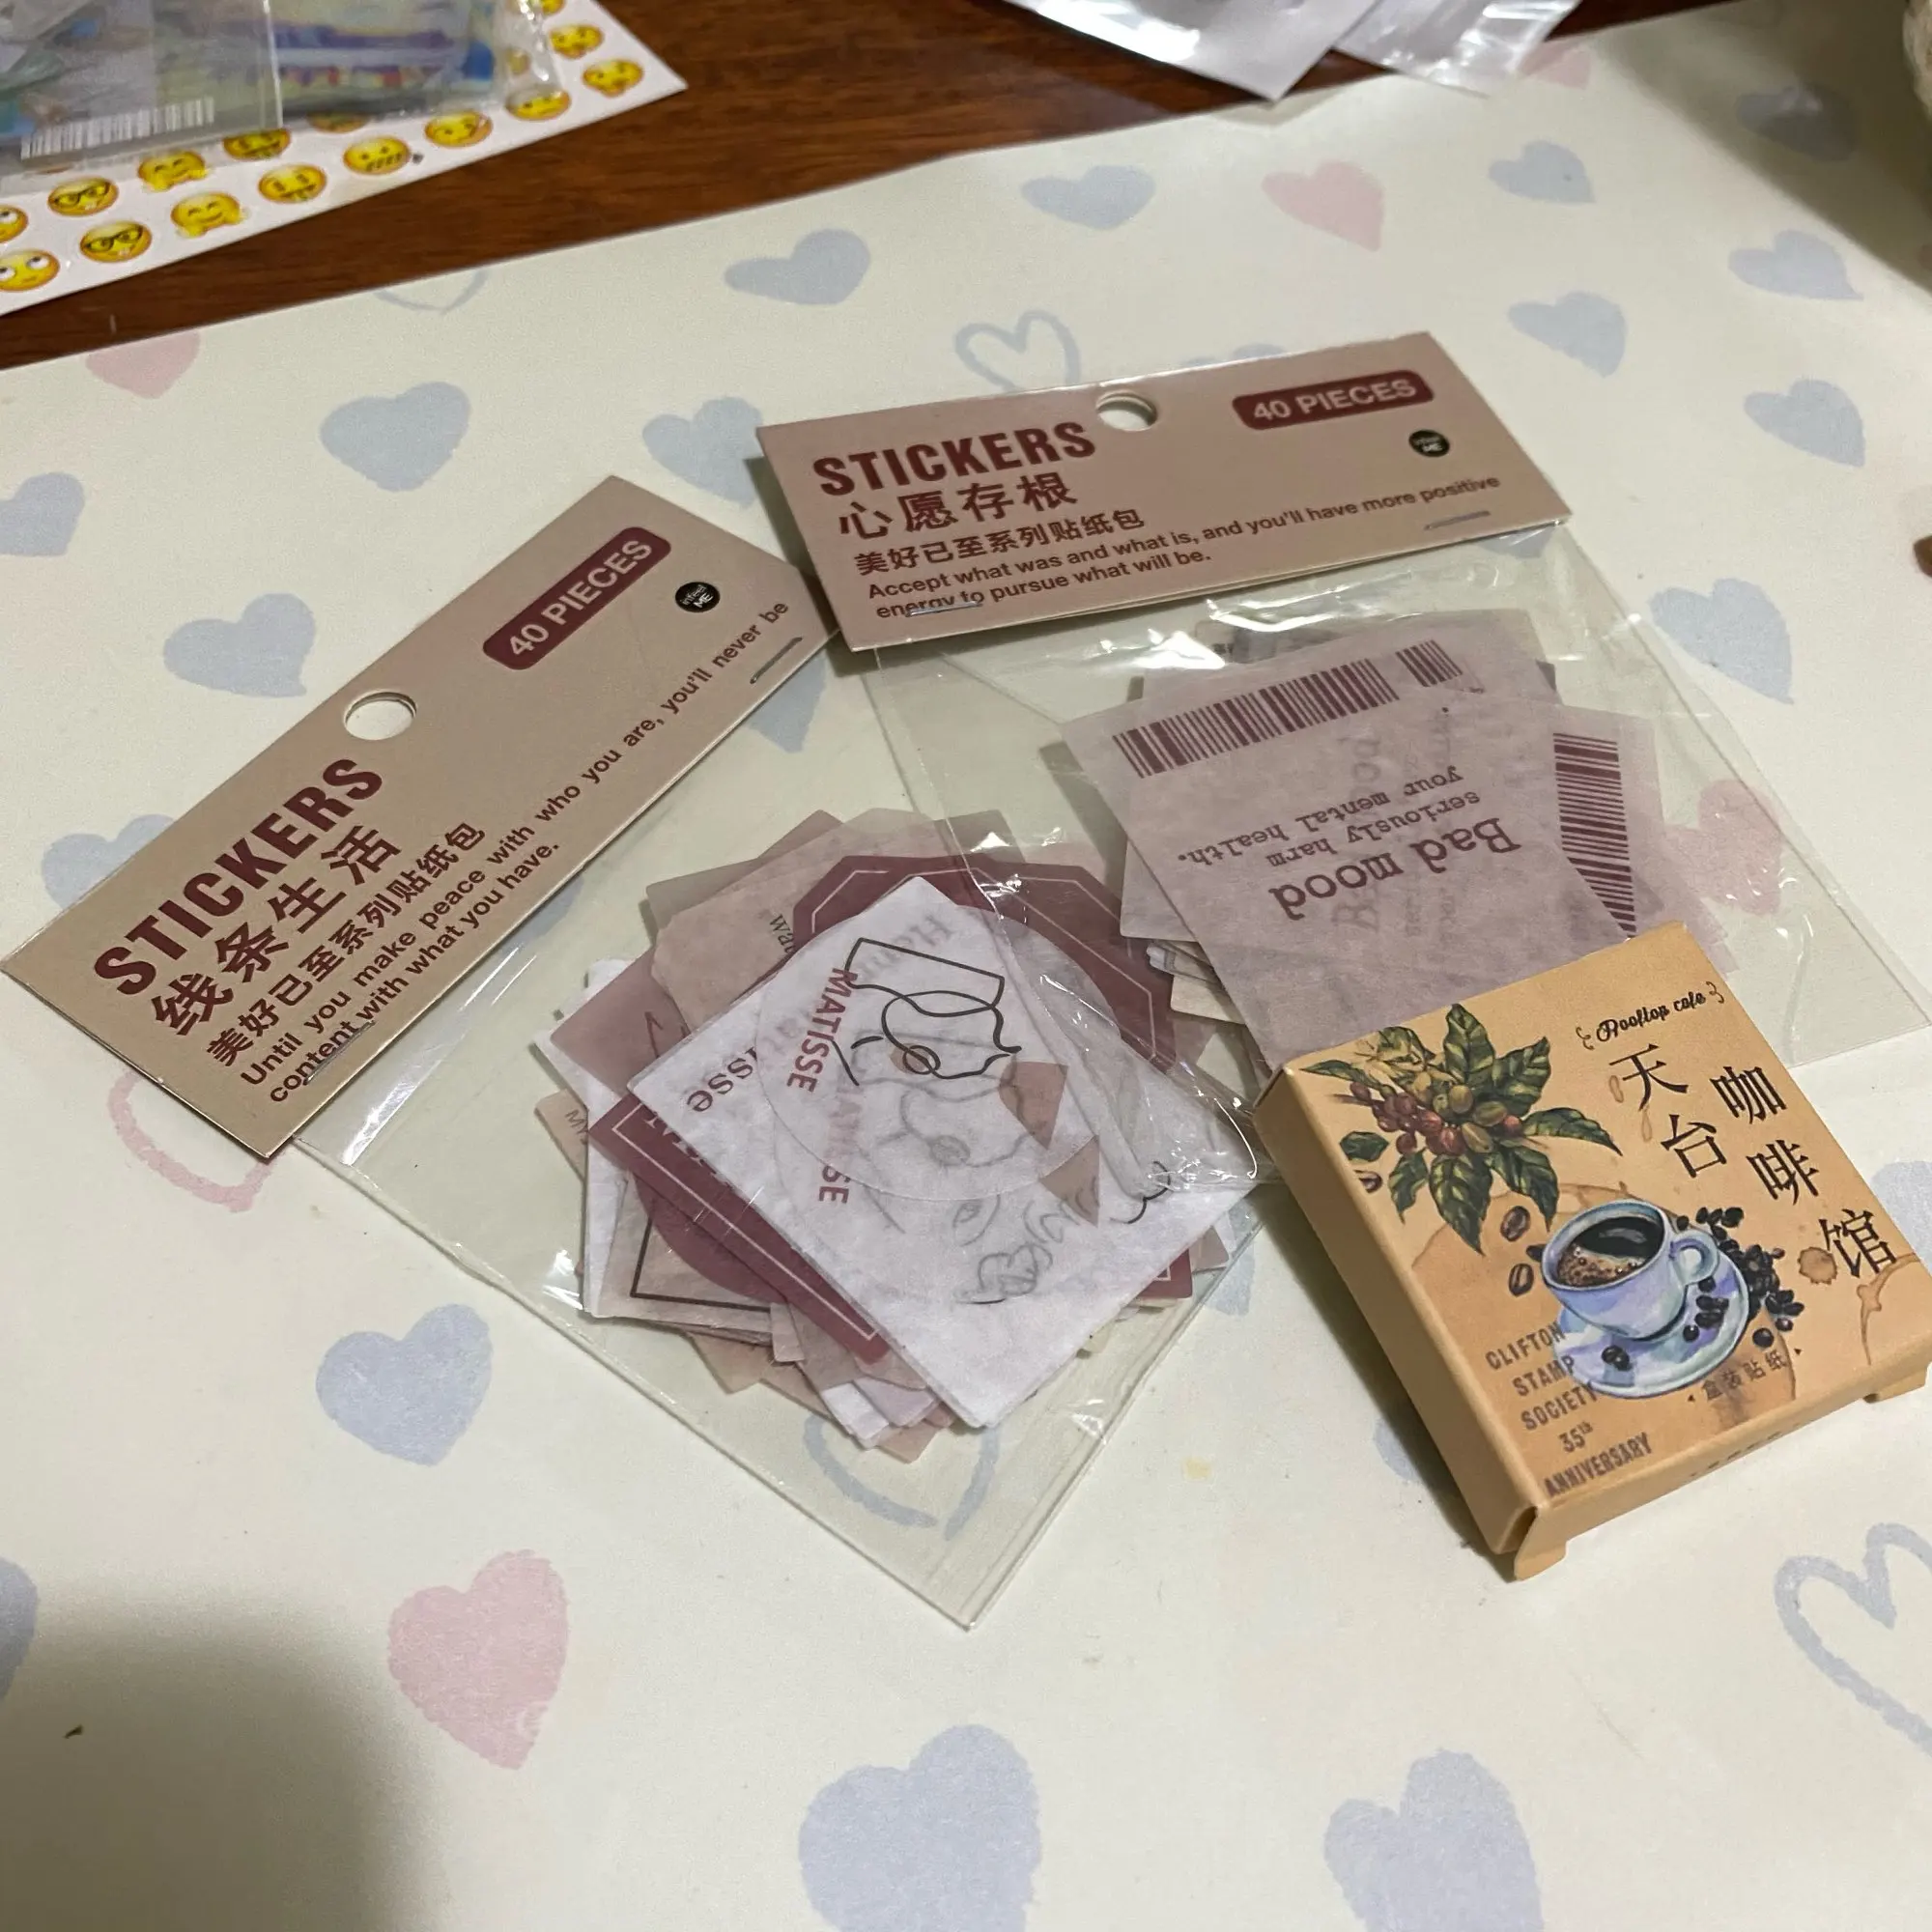 STICKERS
线条生活
美好已至系列贴纸包
Until you make peace with who you are, you'll never be
content with what you have.
40 PIECES
ME
STICKERS
心愿存根
美好已至系列贴纸包
Accept what was and what is, and you'll have more positive
energy to pursue what will be.
40 PIECES
ME
Bad mood
seriously harm
your mental health.
MATISSE
Rooftop cafe
天台
咖啡馆
CLIFTON
STAMP
SOCIETY
35th
ANNIVERSARY
盒装贴纸